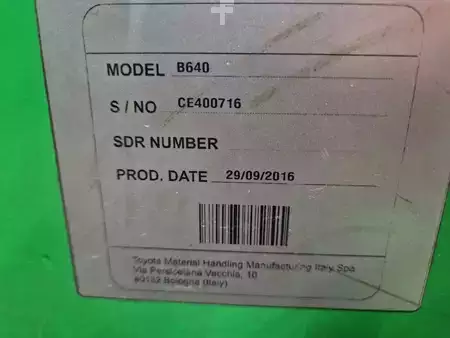 MODEL B640
S / NO CE400716
SDR NUMBER
PROD. DATE 29/09/2016
Toyota Material Handling Manufacturing Italy Spa
Via Persicetana Vecchia, 10
40132 Bologna (Italy)